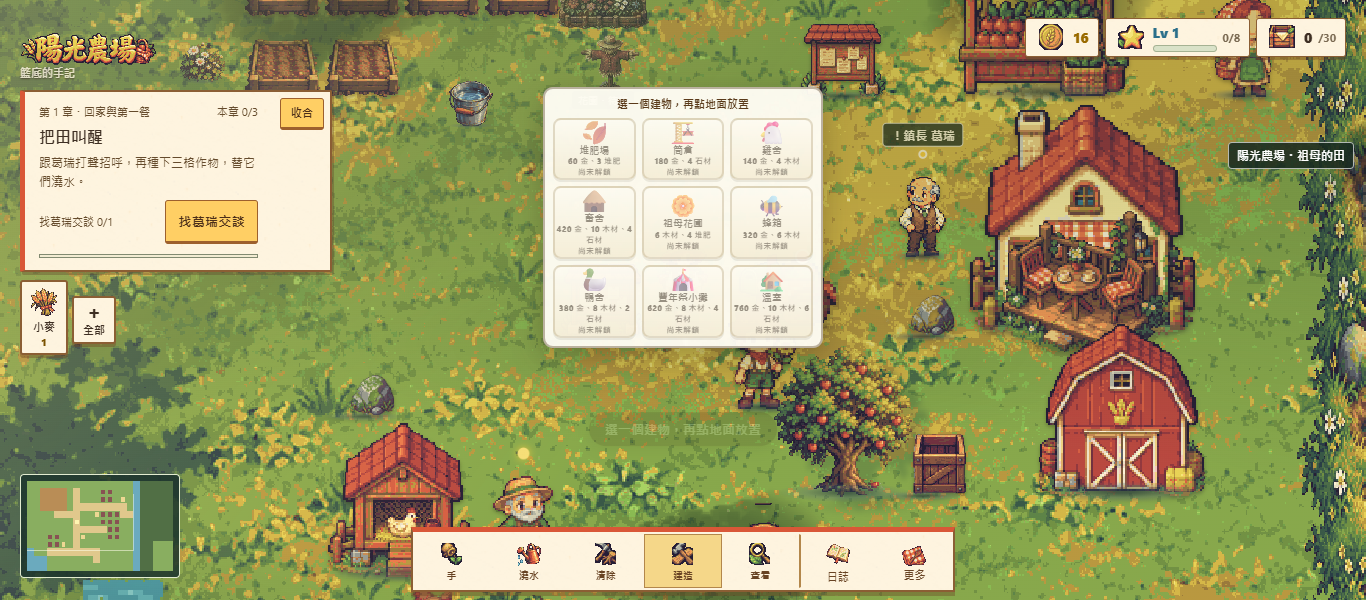 陽光農場
籃底的手記
第 1 章 · 回家與第一餐
本章 0/3
收合
把田叫醒
跟葛瑞打聲招呼，再種下三格作物，替它
們澆水。
找葛瑞交談 0/1
找葛瑞交談
小麥
1
+
全部
選一個建物，再點地面放置
堆肥場
60 金 · 3 堆肥
尚未解鎖
筒倉
180 金 · 4 石材
尚未解鎖
雞舍
140 金 · 4 木材
尚未解鎖
畜舍
420 金 · 10 木材 · 4
石材
尚未解鎖
祖母花圃
6 木材 · 4 堆肥
尚未解鎖
蜂箱
320 金 · 6 木材
尚未解鎖
鴨舍
380 金 · 8 木材 · 2
石材
尚未解鎖
豐年祭小攤
620 金 · 8 木材 · 4
石材
尚未解鎖
溫室
760 金 · 10 木材 · 6
石材
尚未解鎖
選一個建物，再點地面放置
16
Lv 1
0/8
0 /30
! 鎮長 葛瑞
陽光農場 · 祖母的田
手
澆水
清除
建造
查看
日誌
更多